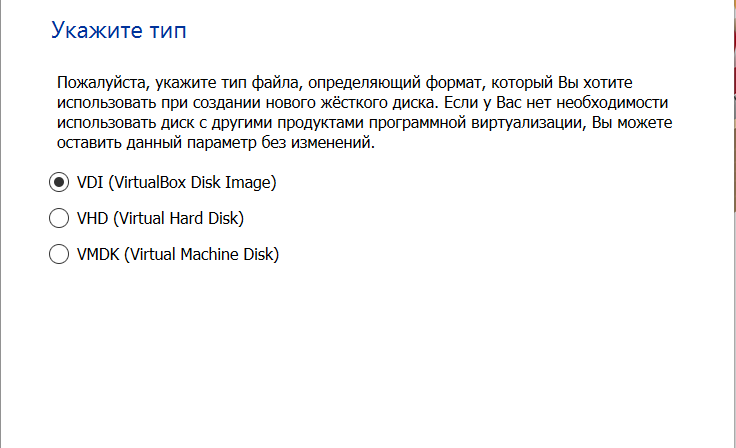 Укажите тип
Пожалуйста, укажите тип файла, определяющий формат, который Вы хотите
использовать при создании нового жёсткого диска. Если у Вас нет необходимости
использовать диск с другими продуктами программной виртуализации, Вы можете
оставить данный параметр без изменений.
VDI (VirtualBox Disk Image)
VHD (Virtual Hard Disk)
VMDK (Virtual Machine Disk)